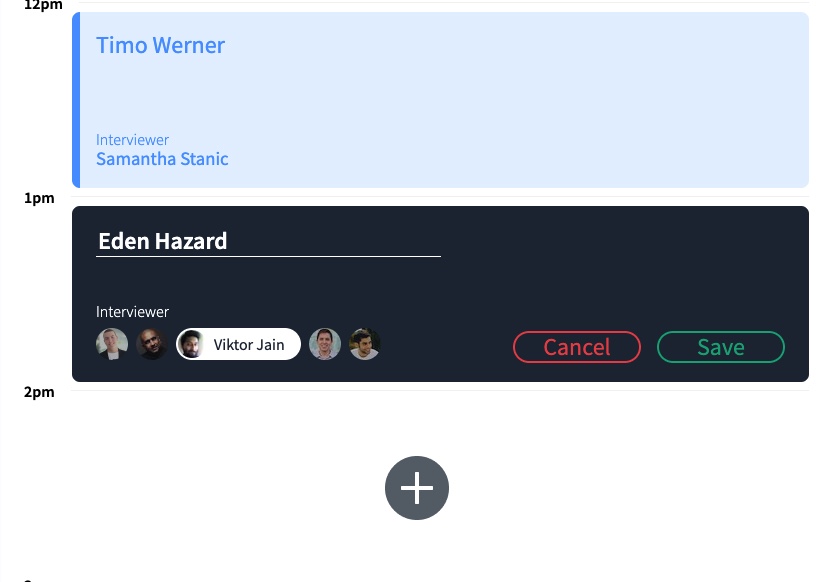 12pm
Timo Werner
Interviewer
Samantha Stanic
1pm
Eden Hazard
Interviewer
Viktor Jain
Cancel
Save
2pm